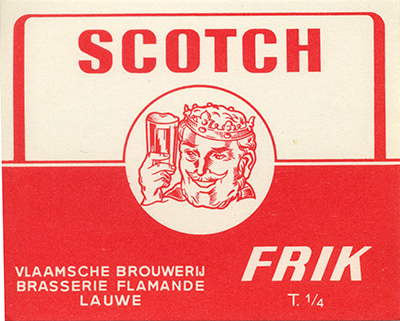 SCOTCH
VLAAMSCHE BROUWERIJ
BRASSERIE FLAMANDE
LAUWE
FRIK
T. 1/4